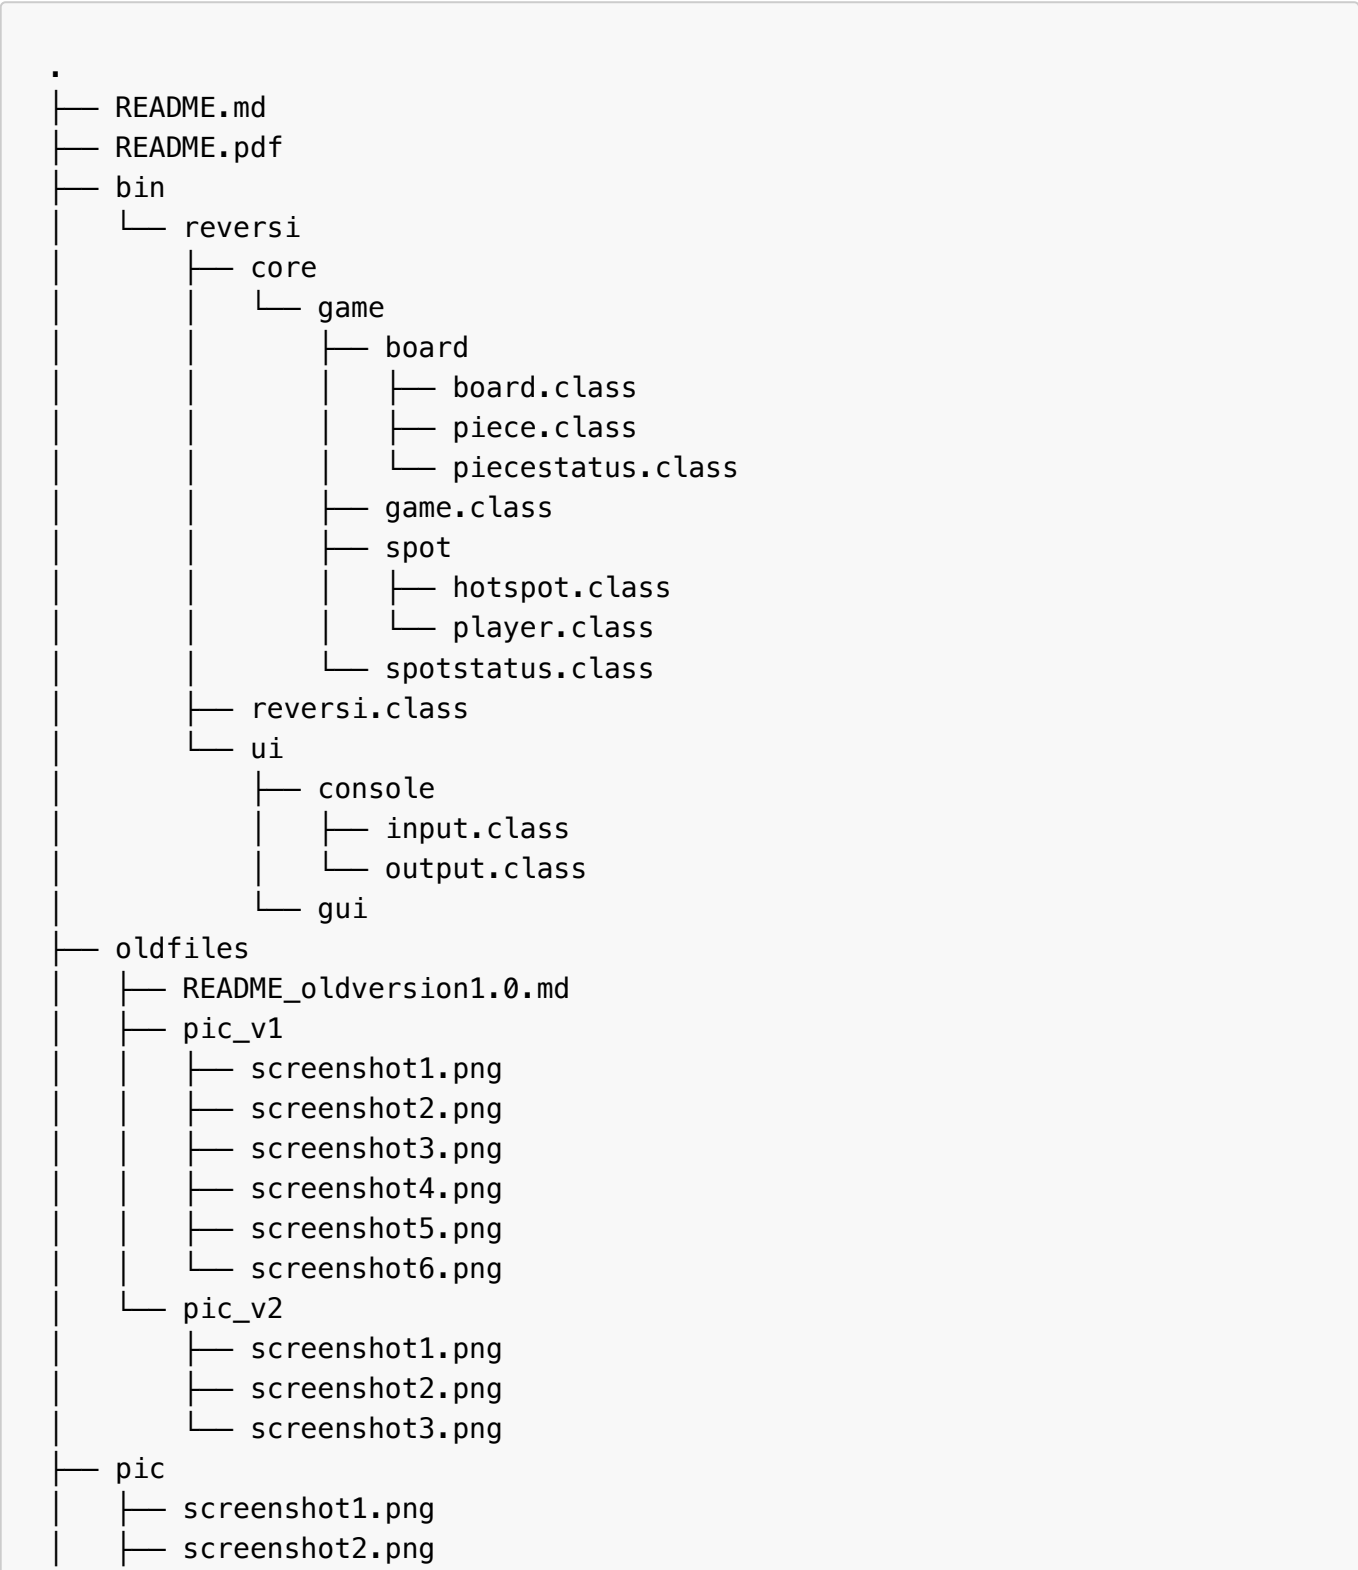 .
├── README.md
├── README.pdf
├── bin
│   └── reversi
│       ├── core
│       │   └── game
│       │       ├── board
│       │       │   ├── board.class
│       │       │   ├── piece.class
│       │       │   └── piecestatus.class
│       │       ├── game.class
│       │       ├── spot
│       │       │   ├── hotspot.class
│       │       │   └── player.class
│       │       └── spotstatus.class
│       ├── reversi.class
│       └── ui
│           ├── console
│           │   ├── input.class
│           │   └── output.class
│           └── gui
├── oldfiles
│   ├── README_oldversion1.0.md
│   ├── pic_v1
│   │   ├── screenshot1.png
│   │   ├── screenshot2.png
│   │   ├── screenshot3.png
│   │   ├── screenshot4.png
│   │   ├── screenshot5.png
│   │   └── screenshot6.png
│   └── pic_v2
│       ├── screenshot1.png
│       ├── screenshot2.png
│       └── screenshot3.png
├── pic
│   ├── screenshot1.png
│   ├── screenshot2.png